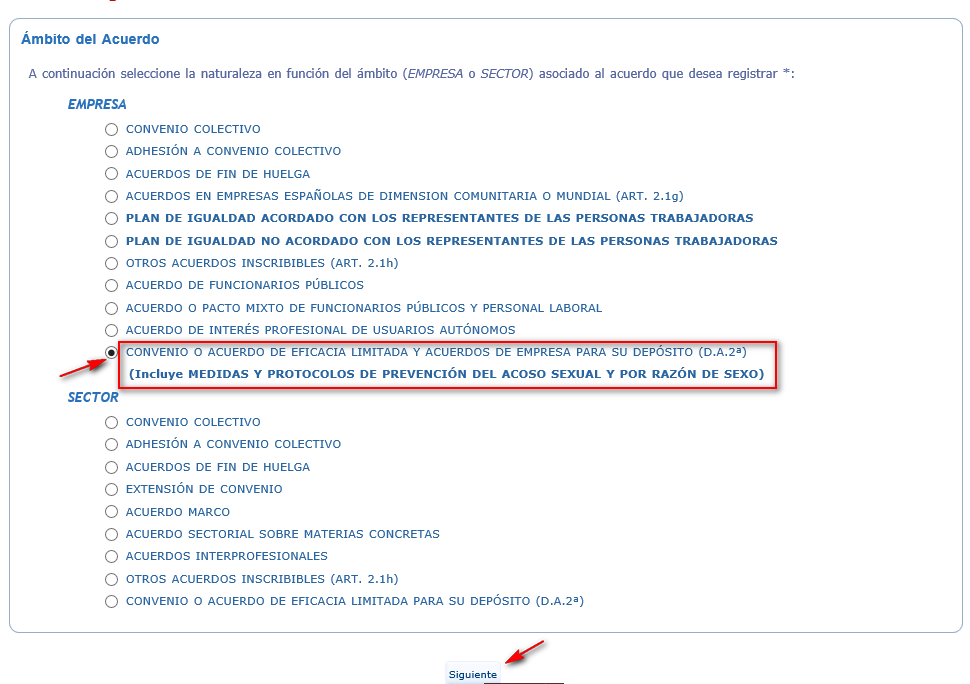 Ámbito del Acuerdo
A continuación seleccione la naturaleza en función del ámbito (EMPRESA o SECTOR) asociado al acuerdo que desea registrar *:
EMPRESA
CONVENIO COLECTIVO
ADHESIÓN A CONVENIO COLECTIVO
ACUERDOS DE FIN DE HUELGA
ACUERDOS EN EMPRESAS ESPAÑOLAS DE DIMENSION COMUNITARIA O MUNDIAL (ART. 2.1g)
PLAN DE IGUALDAD ACORDADO CON LOS REPRESENTANTES DE LAS PERSONAS TRABAJADORAS
PLAN DE IGUALDAD NO ACORDADO CON LOS REPRESENTANTES DE LAS PERSONAS TRABAJADORAS
OTROS ACUERDOS INSCRIBIBLES (ART. 2.1h)
ACUERDO DE FUNCIONARIOS PÚBLICOS
ACUERDO O PACTO MIXTO DE FUNCIONARIOS PÚBLICOS Y PERSONAL LABORAL
ACUERDO DE INTERÉS PROFESIONAL DE USUARIOS AUTÓNOMOS
CONVENIO O ACUERDO DE EFICACIA LIMITADA Y ACUERDOS DE EMPRESA PARA SU DEPÓSITO (D.A.2ª)
(Incluye MEDIDAS Y PROTOCOLOS DE PREVENCIÓN DEL ACOSO SEXUAL Y POR RAZÓN DE SEXO)
SECTOR
CONVENIO COLECTIVO
ADHESIÓN A CONVENIO COLECTIVO
ACUERDOS DE FIN DE HUELGA
EXTENSIÓN DE CONVENIO
ACUERDO MARCO
ACUERDO SECTORIAL SOBRE MATERIAS CONCRETAS
ACUERDOS INTERPROFESIONALES
OTROS ACUERDOS INSCRIBIBLES (ART. 2.1h)
CONVENIO O ACUERDO DE EFICACIA LIMITADA PARA SU DEPÓSITO (D.A.2ª)
Siguiente